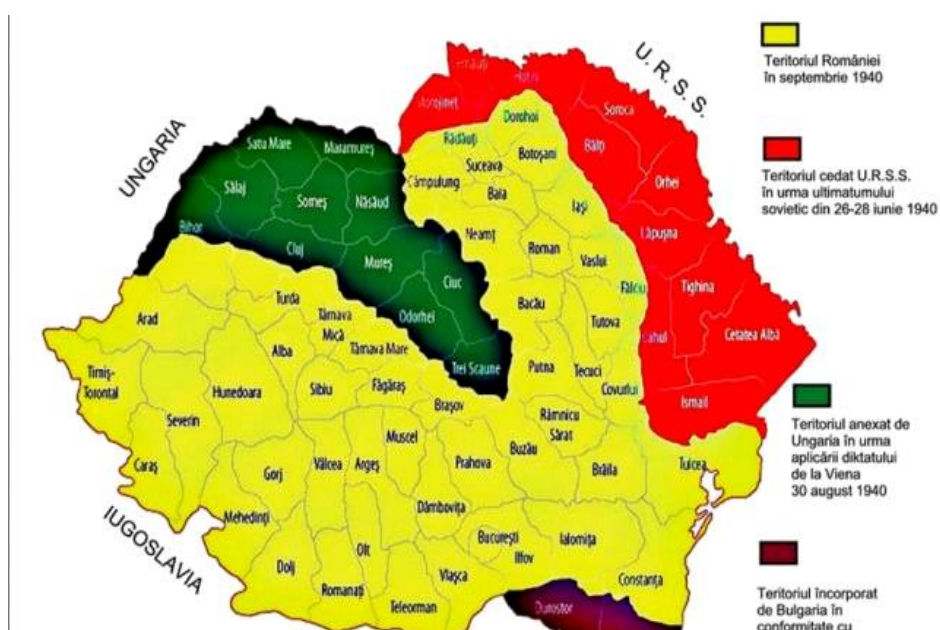 U. R. S. S.
UNGARIA
IUGOSLAVIA
Teritoriul României
în septembrie 1940
Teritoriul cedat U.R.S.S.
în urma ultimatumului
sovietic din 26-28 iunie 1940
Teritoriul anexat de
Ungaria în urma
aplicării diktatului
de la Viena
30 august 1940
Teritoriul încorporat
de Bulgaria în
conformitate cu
Hotin
Storojineț
Soroca
Dorohoi
Rădăuți
Bălți
Satu Mare
Maramureș
Botoșani
Suceava
Câmpulung
Orhei
Sălaj
Someș
Năsăud
Baia
Iași
Bihor
Cluj
Neamț
Roman
Lăpușna
Mureș
Vaslui
Ciuc
Fălciu
Tighina
Turda
Bacău
Odorhei
Târnava
Mică
Tutova
Arad
Cahul
Cetatea Albă
Alba
Târnava Mare
Trei Scaune
Putna
Tecuci
Timiș-
Torontal
Hunedoara
Sibiu
Făgăraș
Covurlui
Brașov
Ismail
Severin
Râmnicu
Sărat
Muscel
Buzău
Caraș
Gorj
Vâlcea
Argeș
Prahova
Brăila
Tulcea
Mehedinți
Dâmbovița
București
Ilfov
Ialomița
Olt
Dolj
Romanați
Vlașca
Teleorman
Constanța
Durostor